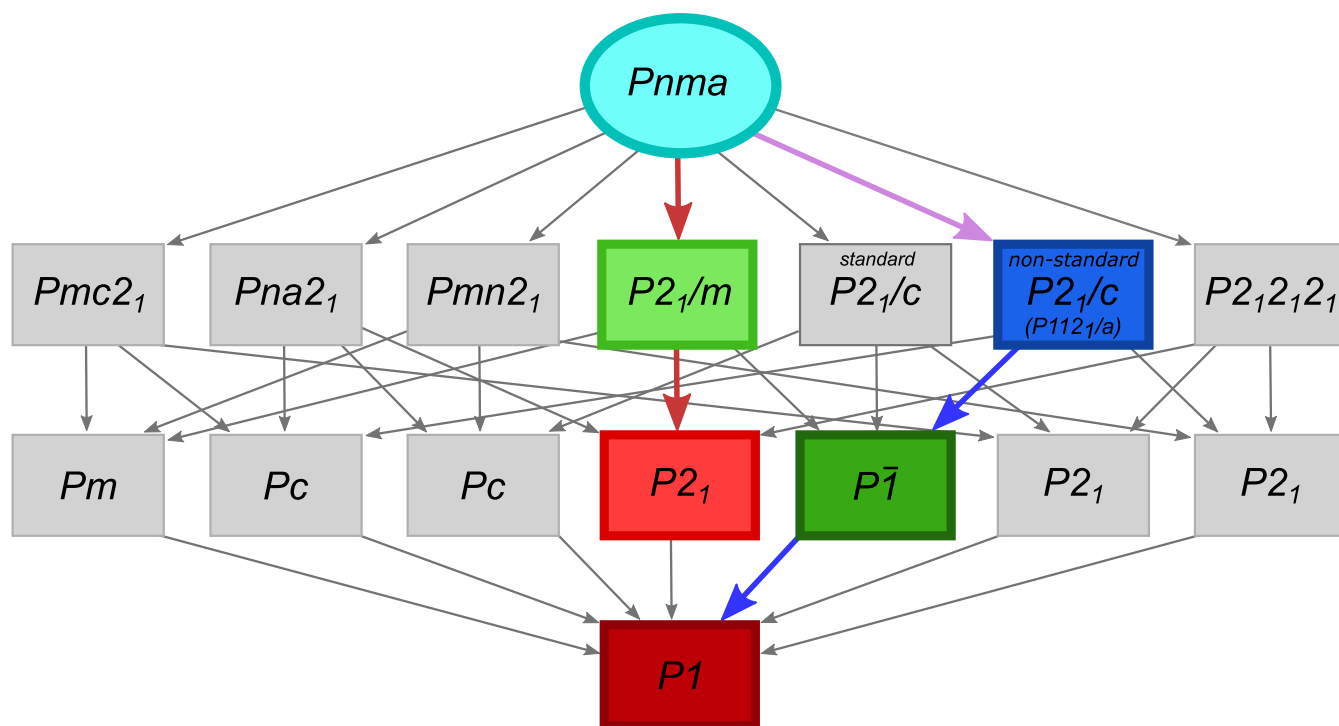 Pnma
Pmc2₁
Pna2₁
Pmn2₁
P2₁/m
standard
P2₁/c
non-standard
P2₁/c
(P112₁/a)
P2₁2₁2₁
Pm
Pc
Pc
P2₁
P1̄
P2₁
P2₁
P1